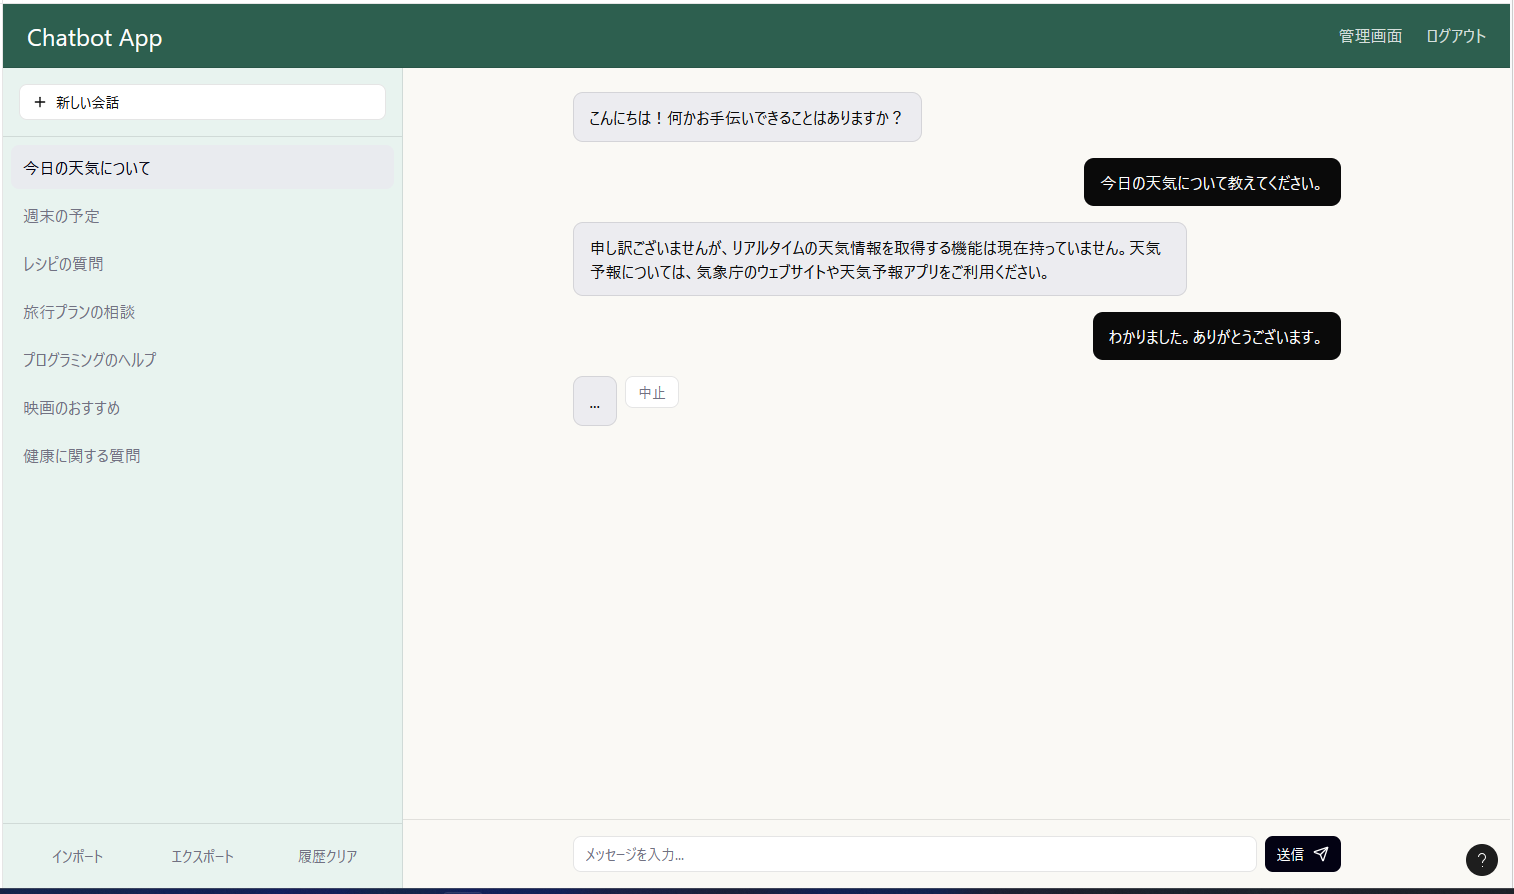 Chatbot App
管理画面
ログアウト
+ 新しい会話
今日の天気について
週末の予定
レシピの質問
旅行プランの相談
プログラミングのヘルプ
映画のおすすめ
健康に関する質問
インポート
エクスポート
履歴クリア
こんにちは！何かお手伝いできることはありますか？
今日の天気について教えてください。
申し訳ございませんが、リアルタイムの天気情報を取得する機能は現在持っていません。天気
予報については、気象庁のウェブサイトや天気予報アプリをご利用ください。
わかりました。ありがとうございます。
...
中止
メッセージを入力...
送信
?